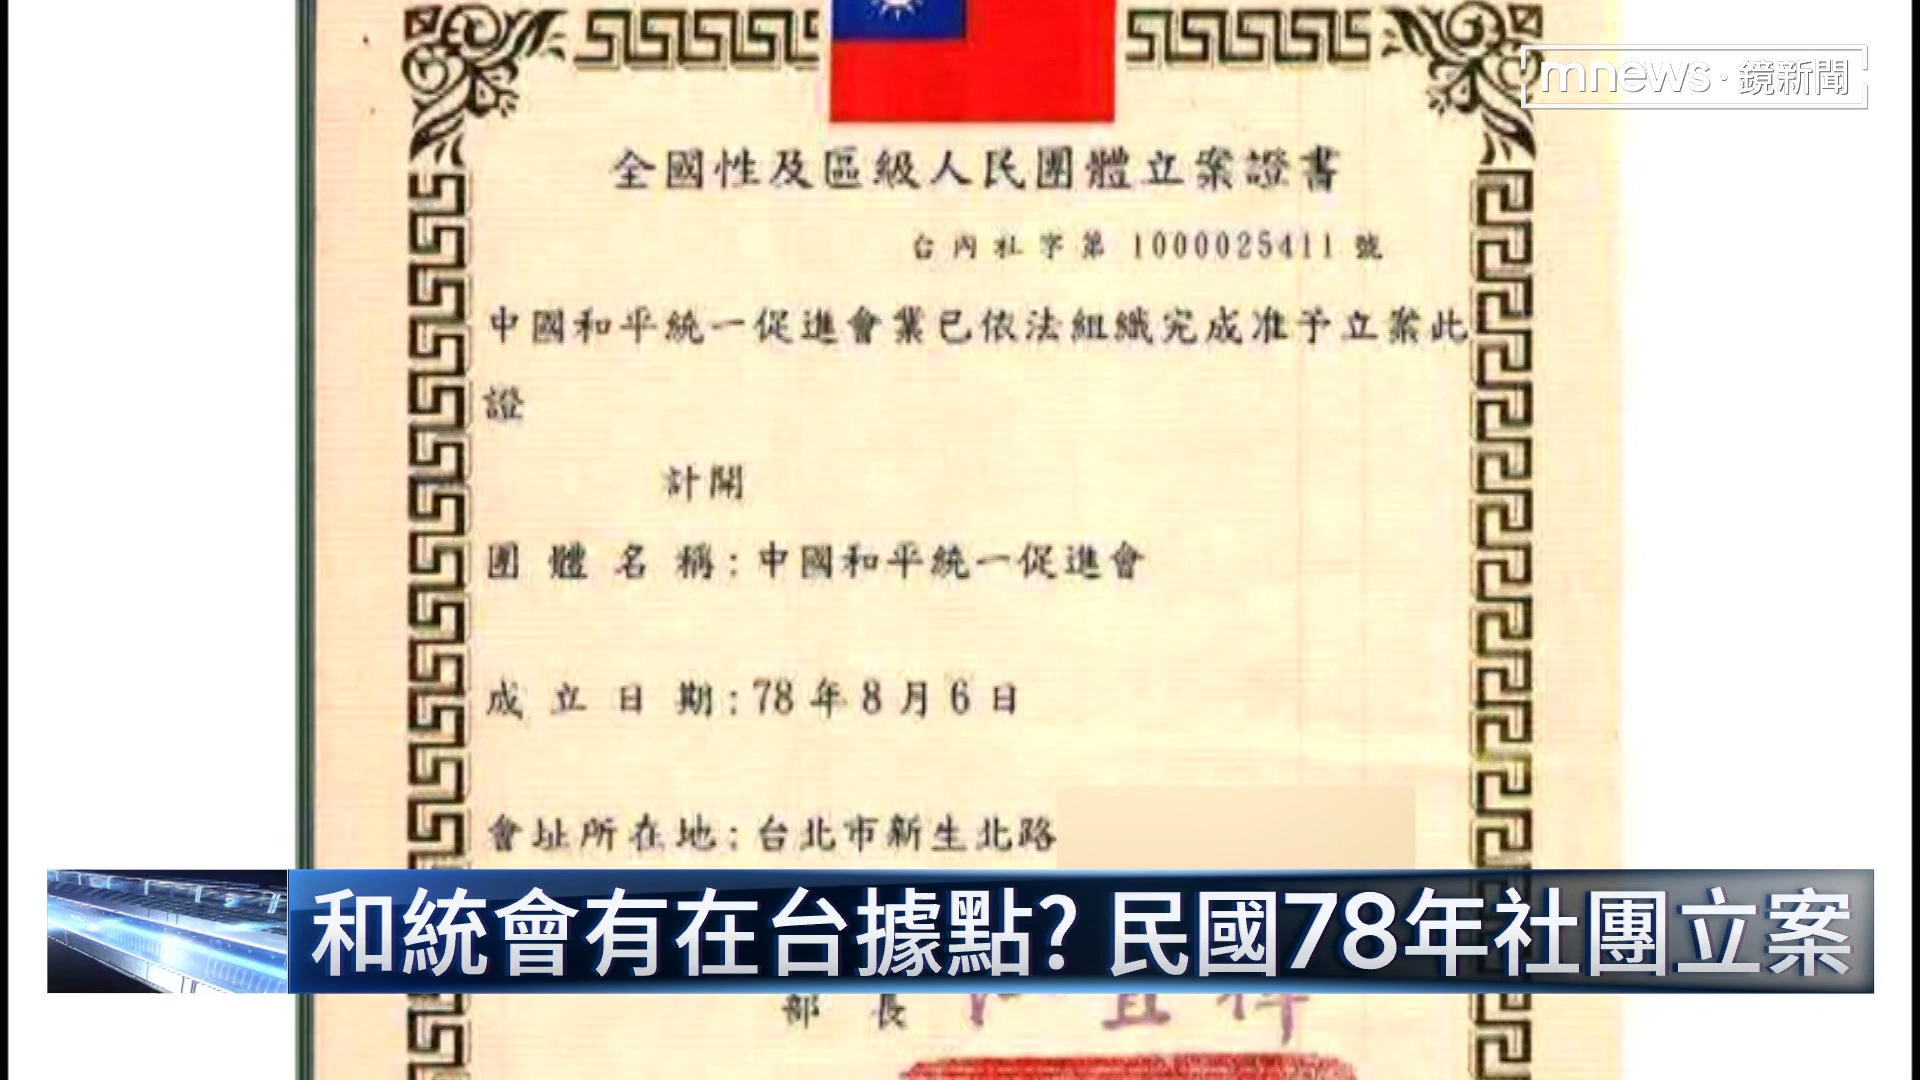 mnews·鏡新聞
全國性及區級人民團體立案證書
台內社字第1000025411號
中國和平統一促進會業已依法組織完成准予立案此
證
計開
團體名稱:中國和平統一促進會
成立日期:78年8月6日
會址所在地:台北市新生北路
和統會有在台據點?民國78年社團立案
部長